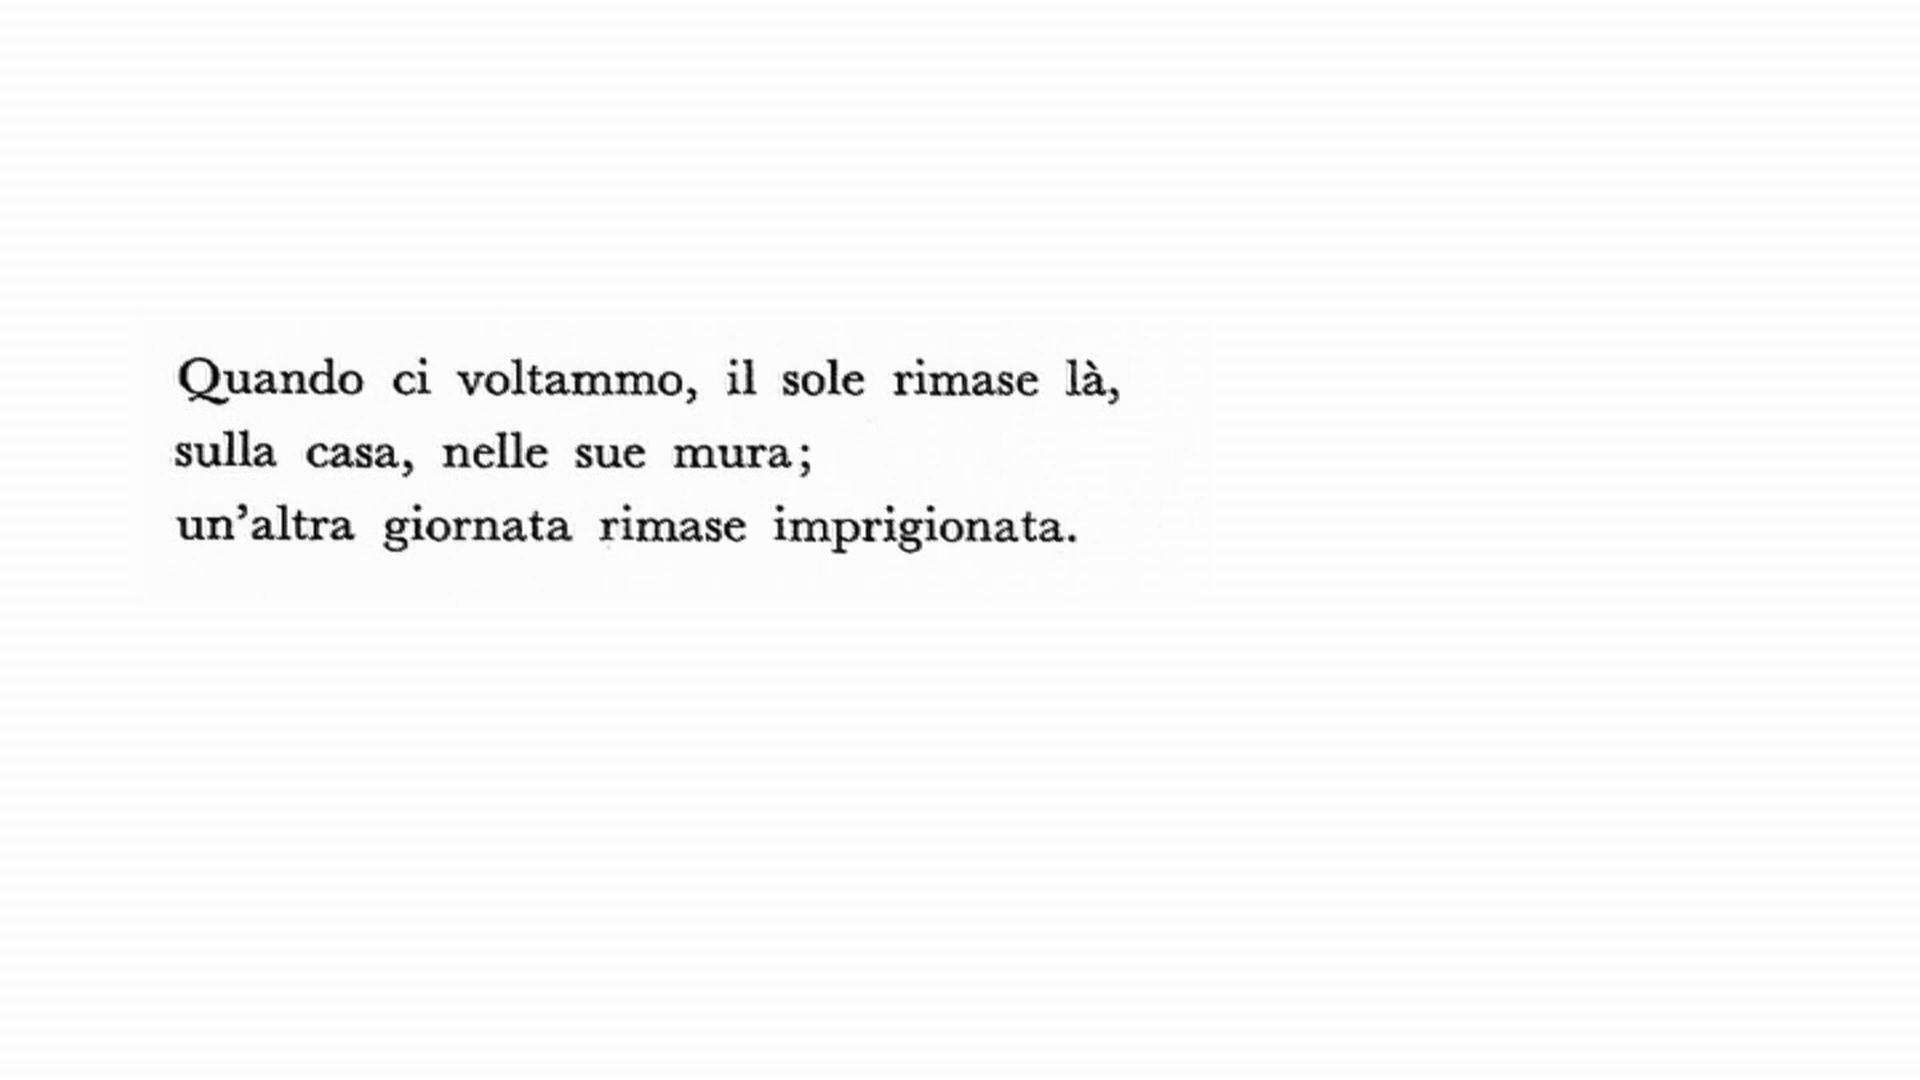 Quando ci voltammo, il sole rimase là,
sulla casa, nelle sue mura;
un’altra giornata rimase imprigionata.